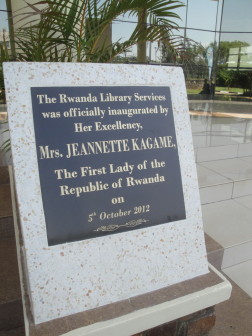 The Rwanda Library Services
was officially inaugurated by
Her Excellency,
Mrs. JEANNETTE KAGAME,
The First Lady of the
Republic of Rwanda
on
5th October 2012